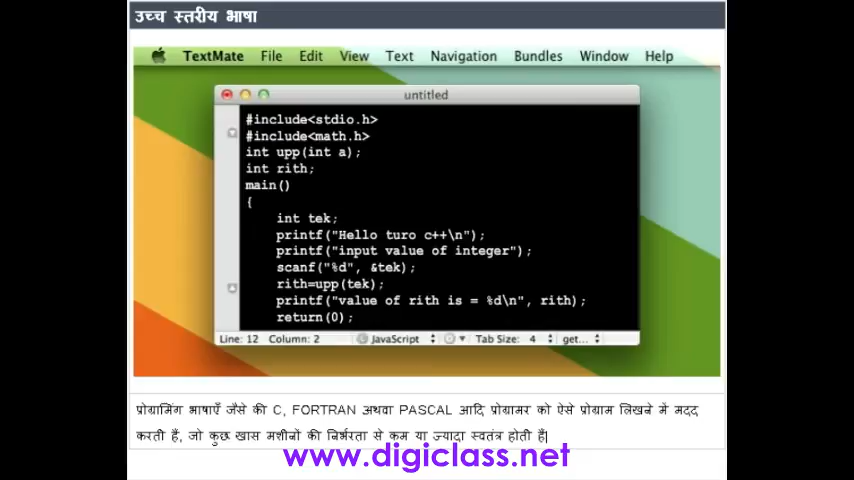 उच्च स्तरीय भाषा
TextMate File Edit View Text Navigation Bundles Window Help
untitled
#include<stdio.h>
#include<math.h>
int upp(int a);
int rith;
main()
{
int tek;
printf("Hello turo c++\n");
printf("input value of integer");
scanf("%d", &tek);
rith=upp(tek);
printf("value of rith is = %d\n", rith);
return(0);
Line: 12 Column: 2 JavaScript Tab Size: 4 get...
प्रोग्रामिंग भाषाएँ जैसे की C, FORTRAN अथवा PASCAL आदि प्रोग्रामर को ऐसे प्रोग्राम लिखने में मदद
करती हैं, जो कुछ खास मशीनों की निर्भरता से कम या ज्यादा स्वतंत्र होती हैं|
www.digiclass.net